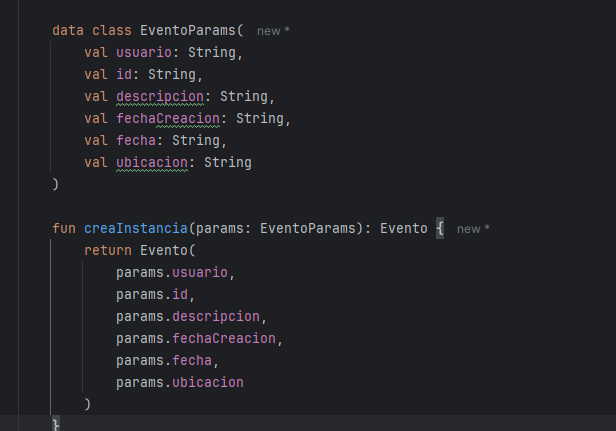 data class EventoParams( new *
val usuario: String,
val id: String,
val descripcion: String,
val fechaCreacion: String,
val fecha: String,
val ubicacion: String
)
fun creaInstancia(params: EventoParams): Evento { new *
return Evento(
params.usuario,
params.id,
params.descripcion,
params.fechaCreacion,
params.fecha,
params.ubicacion
)
}